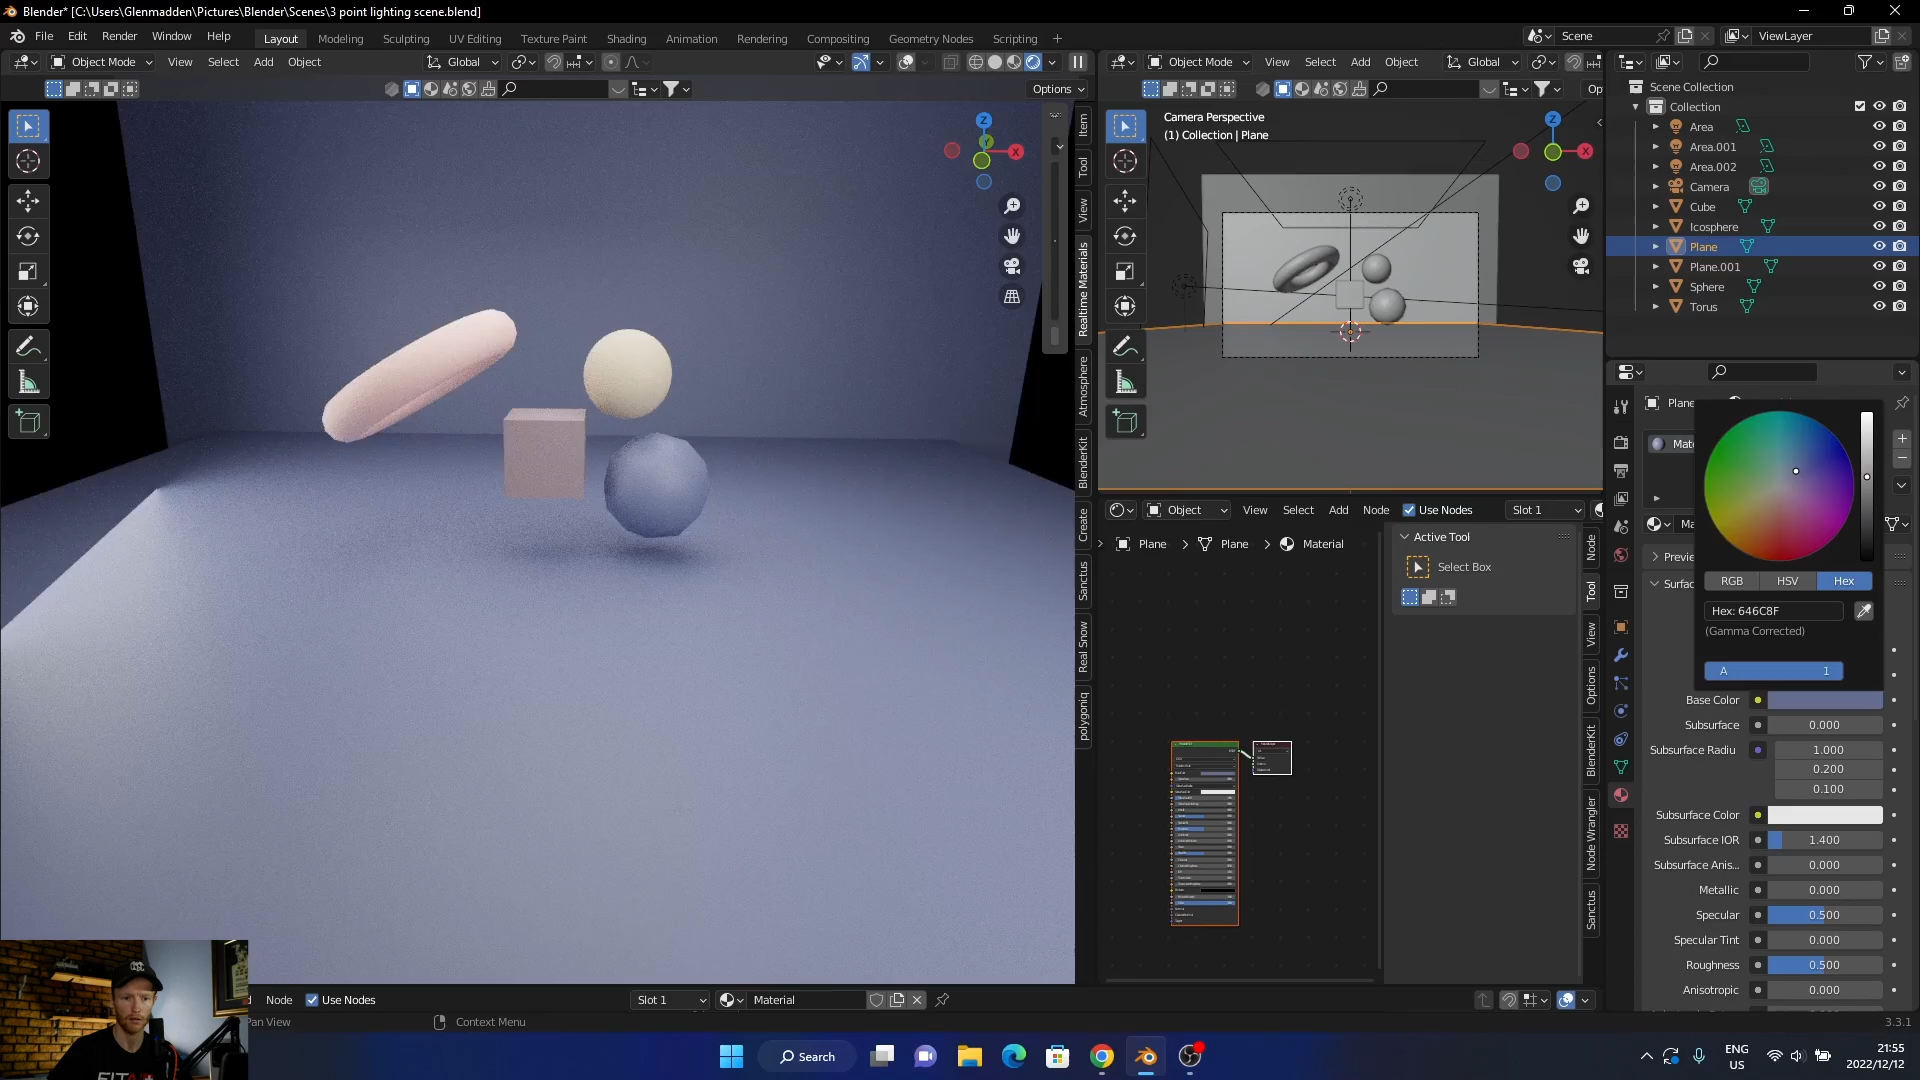 Blender* [C:\Users\Glenmadden\Pictures\Blender\Scenes\3 point lighting scene.blend]
File Edit Render Window Help Layout Modeling Sculpting UV Editing Texture Paint Shading Animation Rendering Compositing Geometry Nodes Scripting + Scene ViewLayer
Object Mode View Select Add Object Global
Options
Item
Tool
View
Realtime Materials
Atmosphere
BlenderKit
Create
Sanctus
Real Snow
polygoniq
Z
Y
X
Object Mode View Select Add Object Global
Op
Camera Perspective
(1) Collection | Plane
Z
X
Scene Collection
Collection
Area
Area.001
Area.002
Camera
Cube
Icosphere
Plane
Plane.001
Sphere
Torus
Object View Select Add Node Use Nodes Slot 1
Plane > Plane > Material
Active Tool
Select Box
Node
Tool
View
Options
BlenderKit
Node Wrangler
Sanctus
Plane
Mate
Ma
Previe
Surfac
RGB HSV Hex
Hex: 646C8F
(Gamma Corrected)
A 1
Base Color
Subsurface 0.000
Subsurface Radiu 1.000
0.200
0.100
Subsurface Color
Subsurface IOR 1.400
Subsurface Anis... 0.000
Metallic 0.000
Specular 0.500
Specular Tint 0.000
Roughness 0.500
Anisotropic 0.000
d Node Use Nodes Slot 1 Material
Pan View Context Menu
3.3.1
Search
ENG
US
21:55
2022/12/12